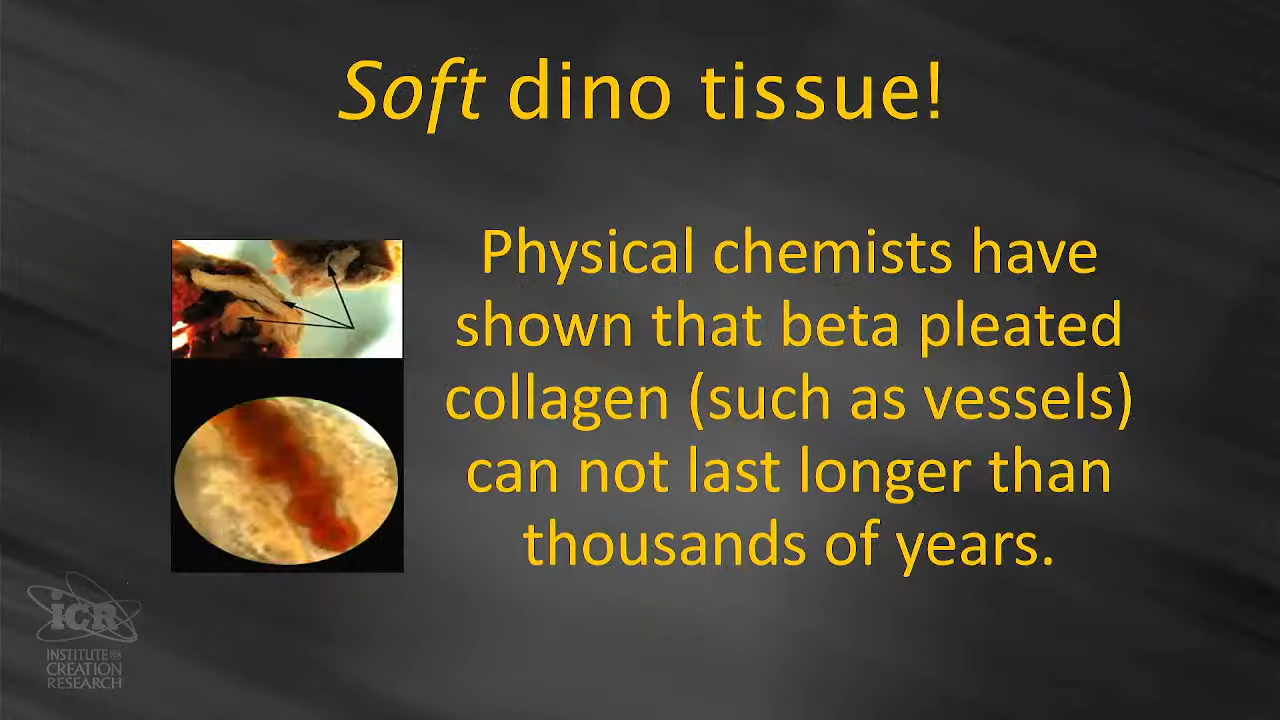 Soft dino tissue!
Physical chemists have
shown that beta pleated
collagen (such as vessels)
can not last longer than
thousands of years.
iCR
INSTITUTE FOR
CREATION
RESEARCH